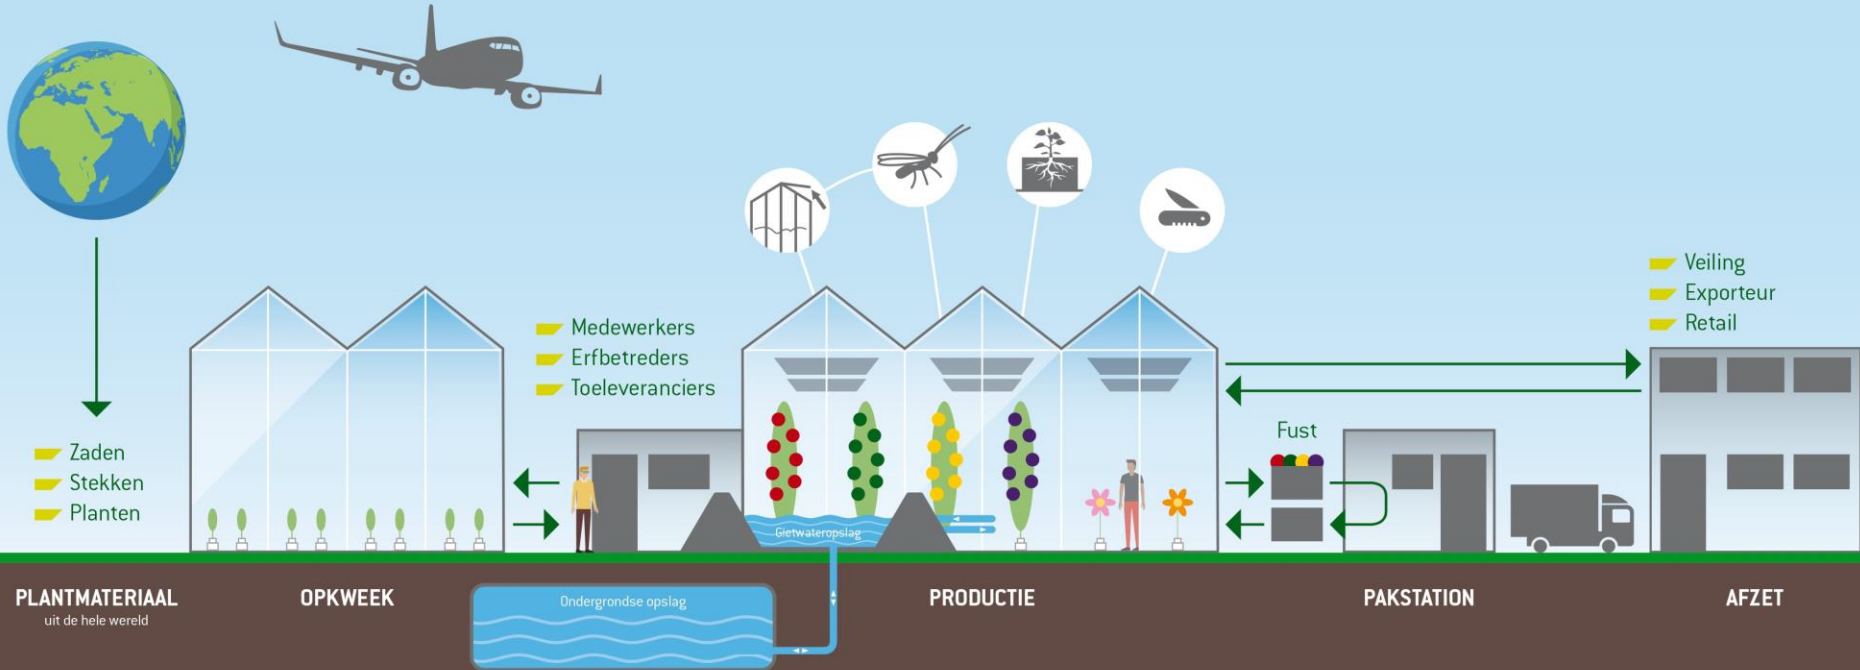 Zaden
Stekken
Planten
Medewerkers
Erfbetreders
Toeleveranciers
Veiling
Exporteur
Retail
Fust
Gietwateropslag
Ondergrondse opslag
PLANTMATERIAAL
uit de hele wereld
OPKWEEK
PRODUCTIE
PAKSTATION
AFZET